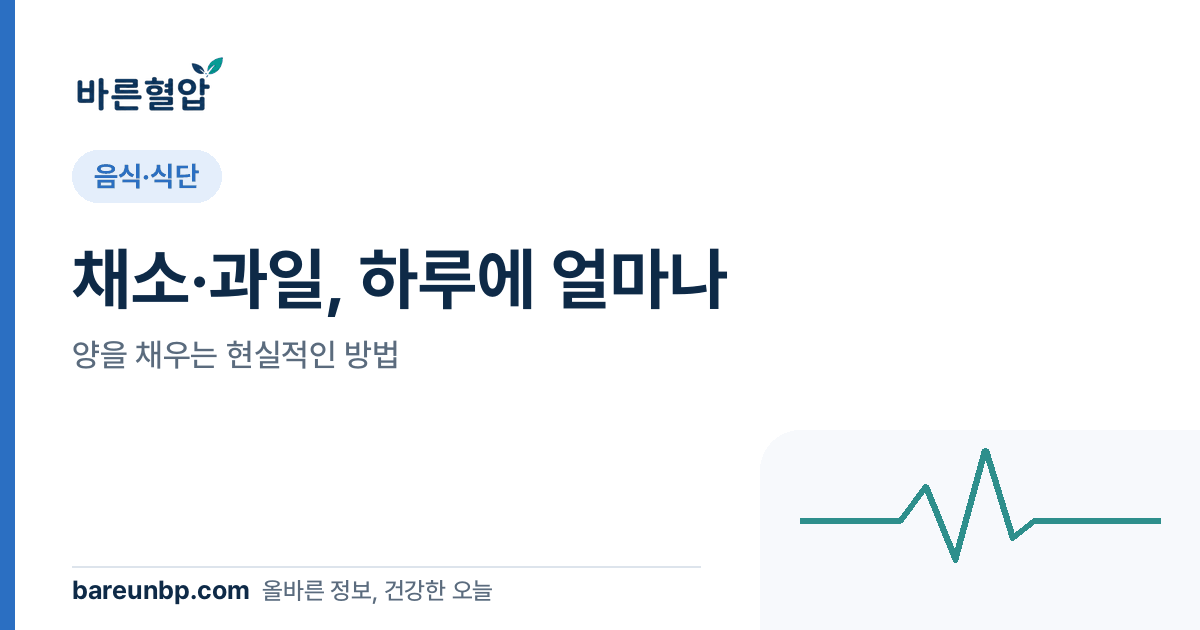 바른혈압
음식·식단
채소·과일, 하루에 얼마나
양을 채우는 현실적인 방법
bareunbp.com 올바른 정보, 건강한 오늘